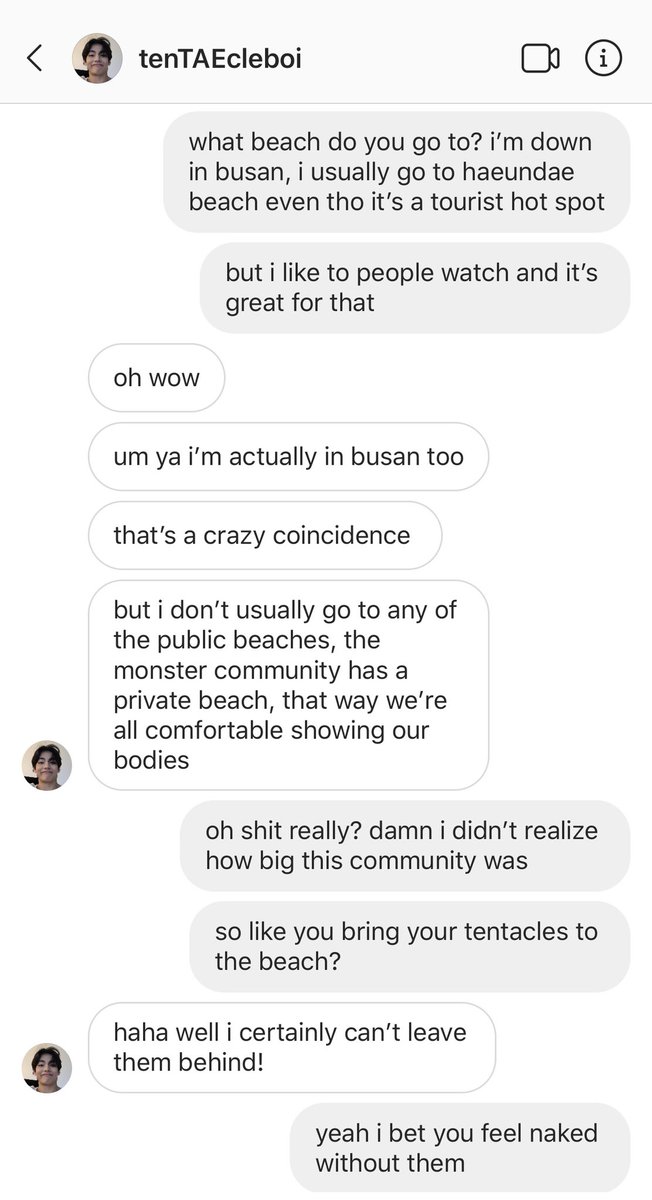 tenTAEcleboi
what beach do you go to? i’m down
in busan, i usually go to haeundae
beach even tho it’s a tourist hot spot
but i like to people watch and it’s
great for that
oh wow
um ya i’m actually in busan too
that’s a crazy coincidence
but i don’t usually go to any of
the public beaches, the
monster community has a
private beach, that way we’re
all comfortable showing our
bodies
oh shit really? damn i didn’t realize
how big this community was
so like you bring your tentacles to
the beach?
haha well i certainly can’t leave
them behind!
yeah i bet you feel naked
without them